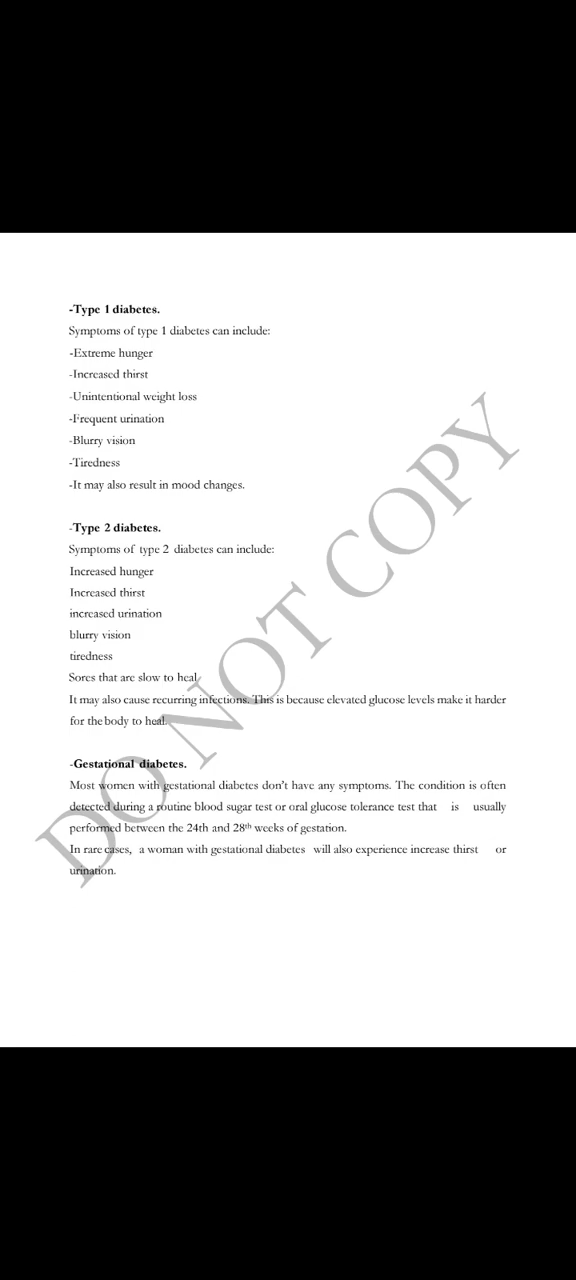 -Type 1 diabetes.
Symptoms of type 1 diabetes can include:
-Extreme hunger
-Increased thirst
-Unintentional weight loss
-Frequent urination
-Blurry vision
-Tiredness
-It may also result in mood changes.
-Type 2 diabetes.
Symptoms of type 2 diabetes can include:
Increased hunger
Increased thirst
increased urination
blurry vision
tiredness
Sores that are slow to heal
It may also cause recurring infections. This is because elevated glucose levels make it harder
for the body to heal.
-Gestational diabetes.
Most women with gestational diabetes don't have any symptoms. The condition is often
detected during a routine blood sugar test or oral glucose tolerance test that is usually
performed between the 24th and 28th weeks of gestation.
In rare cases, a woman with gestational diabetes will also experience increase thirst or
urination.
DO NOT COPY